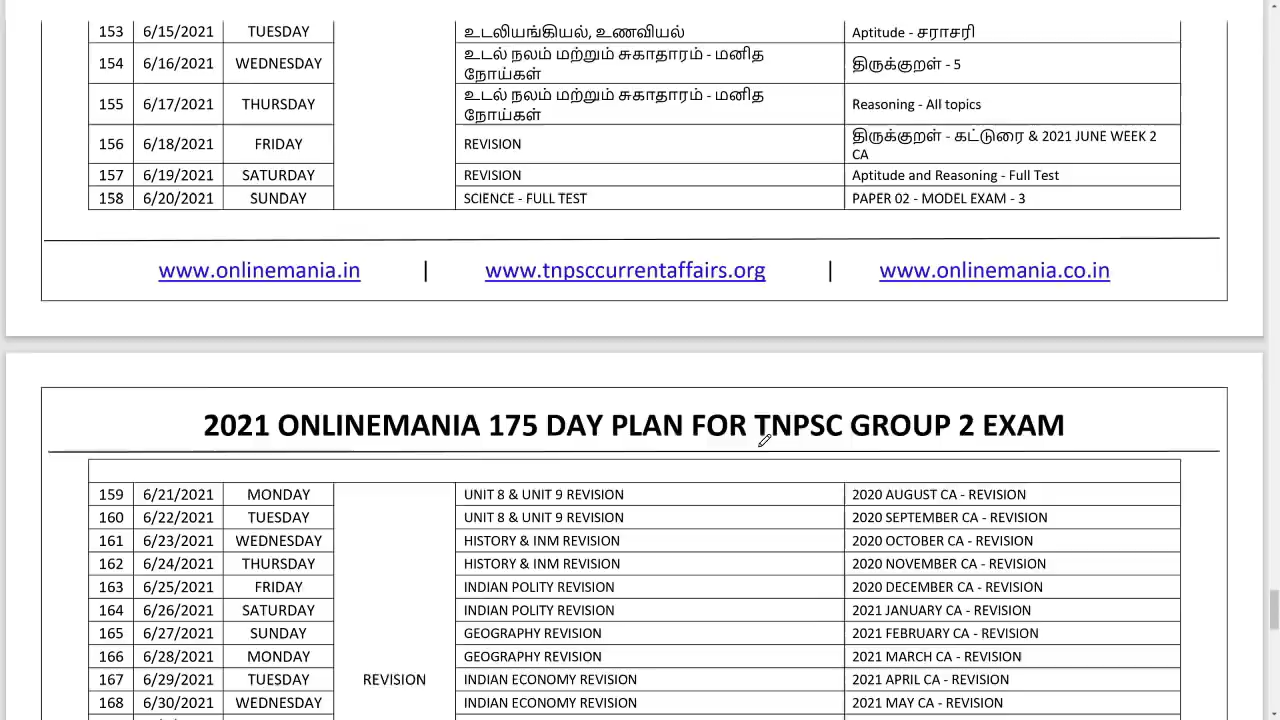 153 6/15/2021 TUESDAY உடலியங்கியல், உணவியல் Aptitude - சராசரி
154 6/16/2021 WEDNESDAY உடல் நலம் மற்றும் சுகாதாரம் - மனித நோய்கள் திருக்குறள் - 5
155 6/17/2021 THURSDAY உடல் நலம் மற்றும் சுகாதாரம் - மனித நோய்கள் Reasoning - All topics
156 6/18/2021 FRIDAY REVISION திருக்குறள் - கட்டுரை & 2021 JUNE WEEK 2 CA
157 6/19/2021 SATURDAY REVISION Aptitude and Reasoning - Full Test
158 6/20/2021 SUNDAY SCIENCE - FULL TEST PAPER 02 - MODEL EXAM - 3
www.onlinemania.in | www.tnpsccurrentaffairs.org | www.onlinemania.co.in
2021 ONLINEMANIA 175 DAY PLAN FOR TNPSC GROUP 2 EXAM
159 6/21/2021 MONDAY UNIT 8 & UNIT 9 REVISION 2020 AUGUST CA - REVISION
160 6/22/2021 TUESDAY UNIT 8 & UNIT 9 REVISION 2020 SEPTEMBER CA - REVISION
161 6/23/2021 WEDNESDAY HISTORY & INM REVISION 2020 OCTOBER CA - REVISION
162 6/24/2021 THURSDAY HISTORY & INM REVISION 2020 NOVEMBER CA - REVISION
163 6/25/2021 FRIDAY INDIAN POLITY REVISION 2020 DECEMBER CA - REVISION
164 6/26/2021 SATURDAY INDIAN POLITY REVISION 2021 JANUARY CA - REVISION
165 6/27/2021 SUNDAY GEOGRAPHY REVISION 2021 FEBRUARY CA - REVISION
166 6/28/2021 MONDAY GEOGRAPHY REVISION 2021 MARCH CA - REVISION
167 6/29/2021 TUESDAY REVISION INDIAN ECONOMY REVISION 2021 APRIL CA - REVISION
168 6/30/2021 WEDNESDAY INDIAN ECONOMY REVISION 2021 MAY CA - REVISION